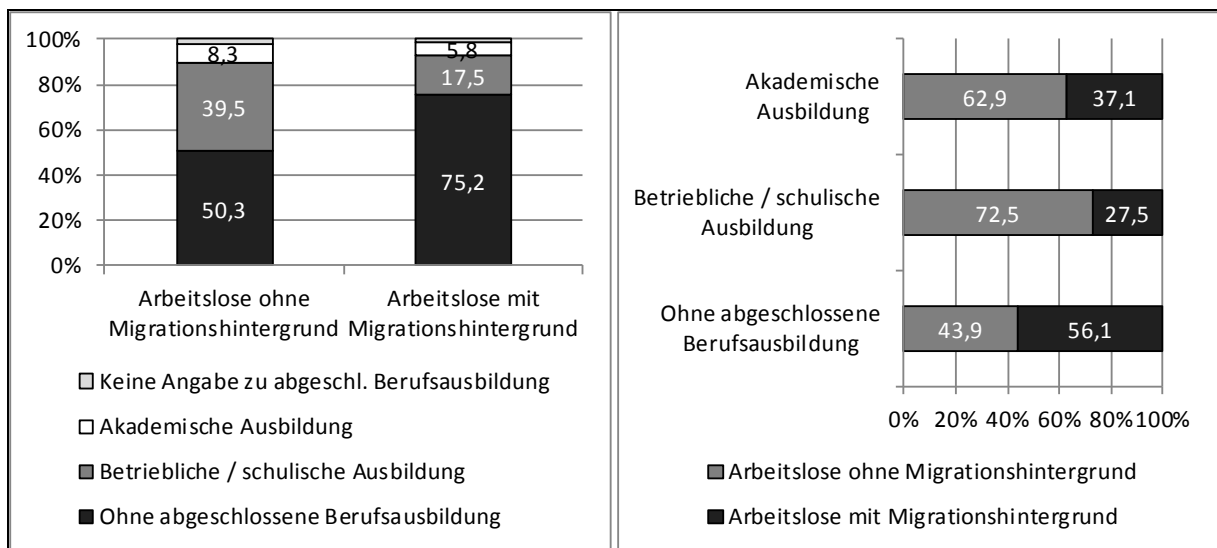 100%
80%
60%
40%
20%
0%
8,3
39,5
50,3
5,8
17,5
75,2
Arbeitslose ohne
Migrationshintergrund
Arbeitslose mit
Migrationshintergrund
Keine Angabe zu abgeschl. Berufsausbildung
Akademische Ausbildung
Betriebliche / schulische Ausbildung
Ohne abgeschlossene Berufsausbildung
Akademische
Ausbildung
62,9 37,1
Betriebliche / schulische
Ausbildung
72,5 27,5
Ohne abgeschlossene
Berufsausbildung
43,9 56,1
0% 20% 40% 60% 80% 100%
Arbeitslose ohne Migrationshintergrund
Arbeitslose mit Migrationshintergrund